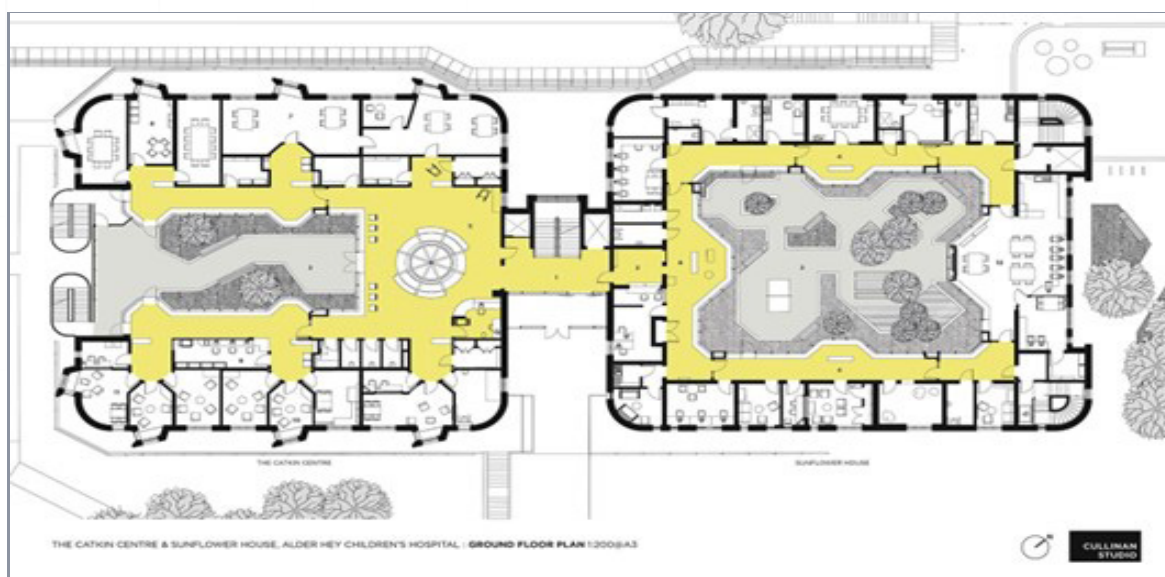 THE CATKIN CENTRE
SUNFLOWER HOUSE
THE CATKIN CENTRE & SUNFLOWER HOUSE, ALDER HEY CHILDREN'S HOSPITAL : GROUND FLOOR PLAN 1:200@A3
N
CULLINAN
STUDIO